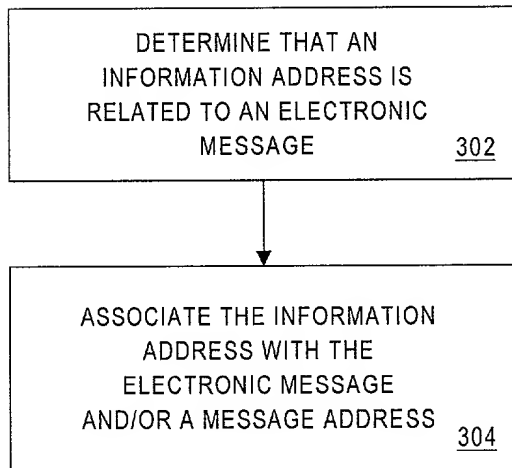 DETERMINE THAT AN
INFORMATION ADDRESS IS
RELATED TO AN ELECTRONIC
MESSAGE
302
ASSOCIATE THE INFORMATION
ADDRESS WITH THE
ELECTRONIC MESSAGE
AND/OR A MESSAGE ADDRESS
304